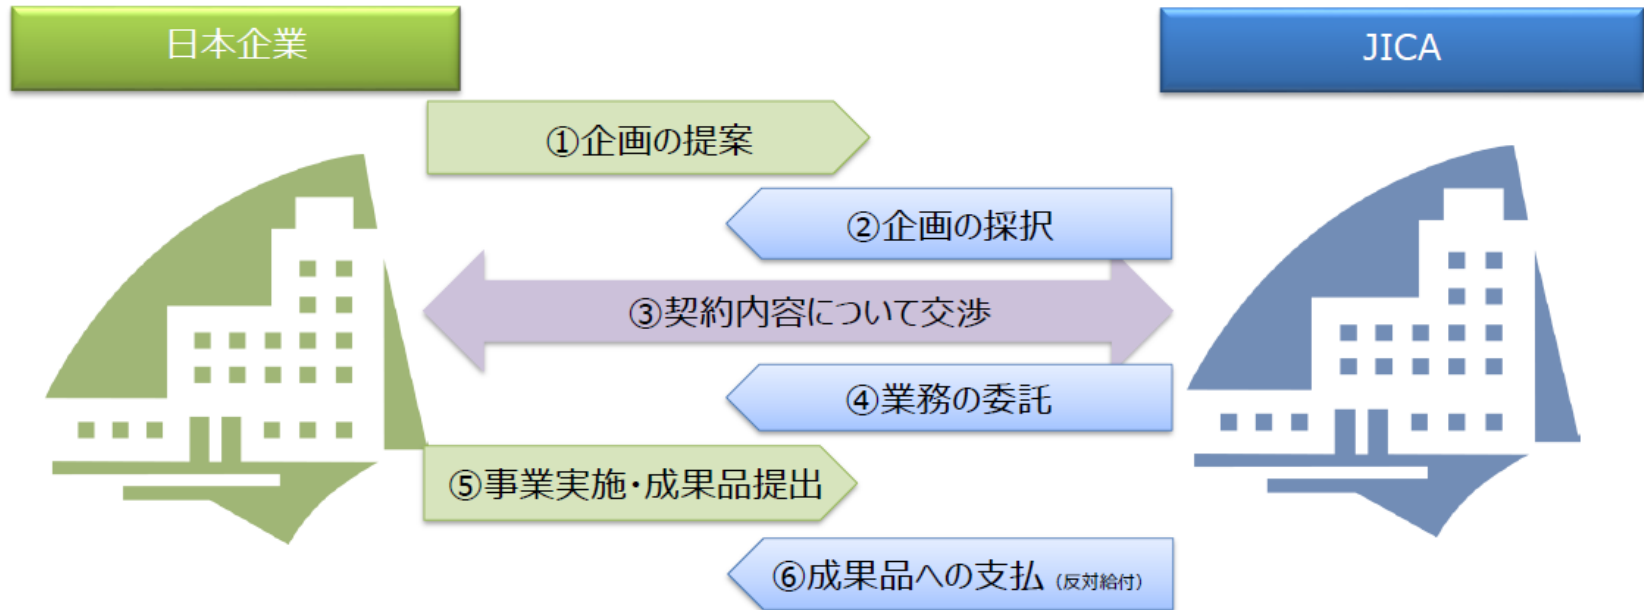 日本企業
JICA
①企画の提案
②企画の採択
③契約内容について交渉
④業務の委託
⑤事業実施・成果品提出
⑥成果品への支払（反対給付）